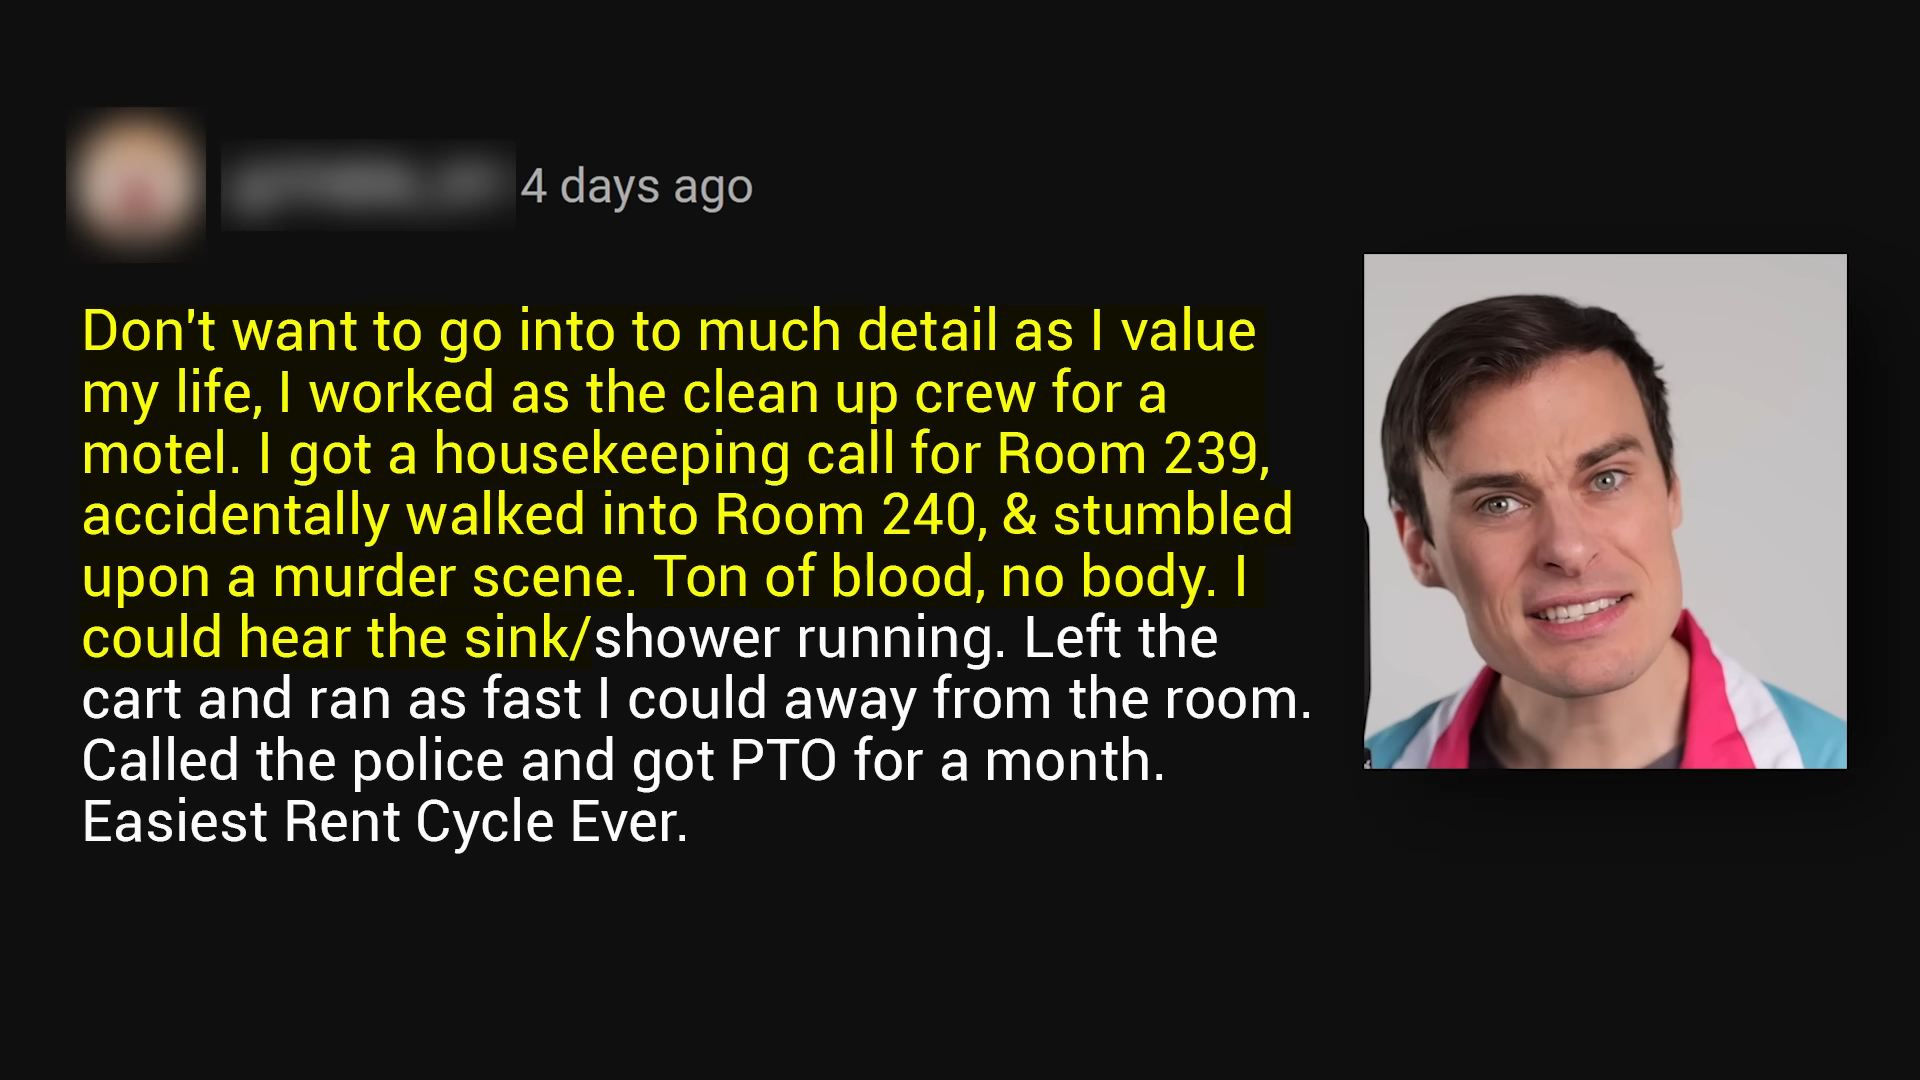 4 days ago
Don't want to go into to much detail as I value
my life, I worked as the clean up crew for a
motel. I got a housekeeping call for Room 239,
accidentally walked into Room 240, & stumbled
upon a murder scene. Ton of blood, no body. I
could hear the sink/shower running. Left the
cart and ran as fast I could away from the room.
Called the police and got PTO for a month.
Easiest Rent Cycle Ever.